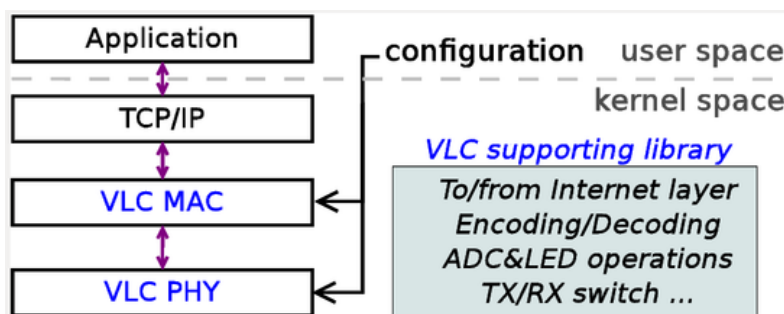 Application
configuration
user space
kernel space
TCP/IP
VLC supporting library
VLC MAC
To/from Internet layer
Encoding/Decoding
ADC&LED operations
VLC PHY
TX/RX switch ...